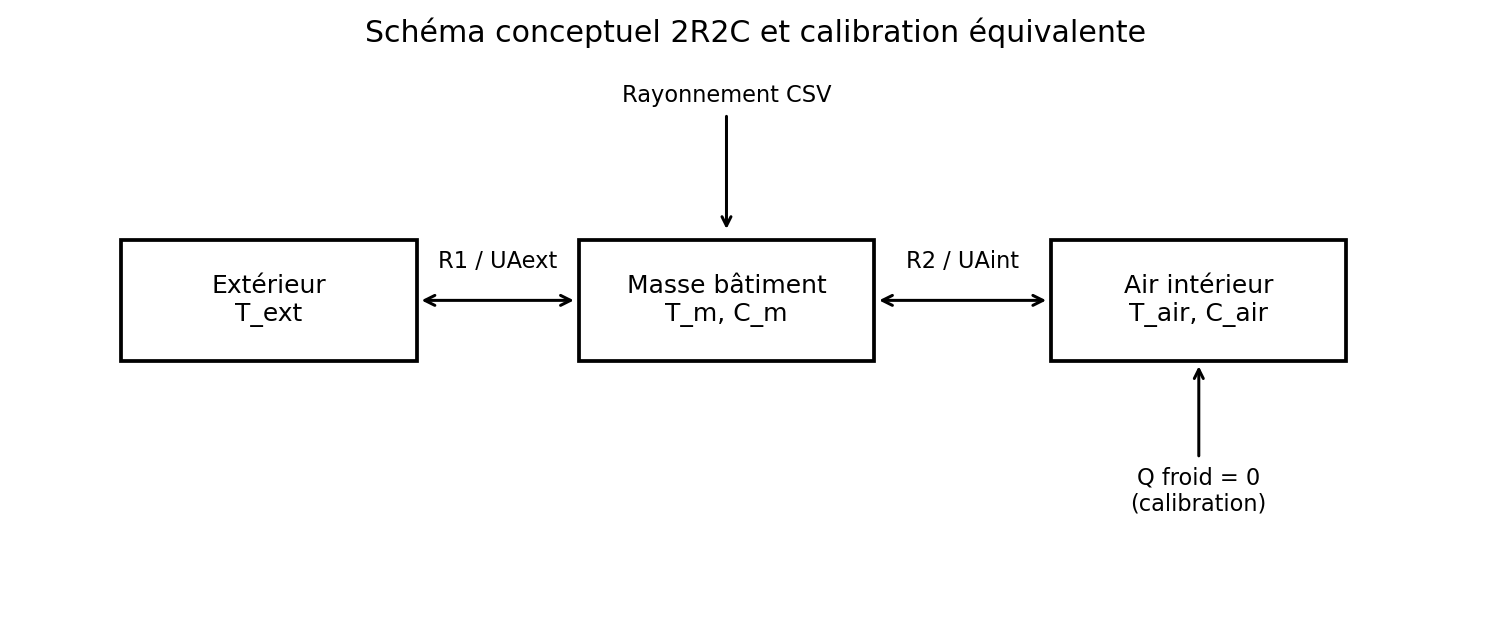 Schéma conceptuel 2R2C et calibration équivalente
Rayonnement CSV
Extérieur
T_ext
R1 / UAext
Masse bâtiment
T_m, C_m
R2 / UAint
Air intérieur
T_air, C_air
Q froid = 0
(calibration)